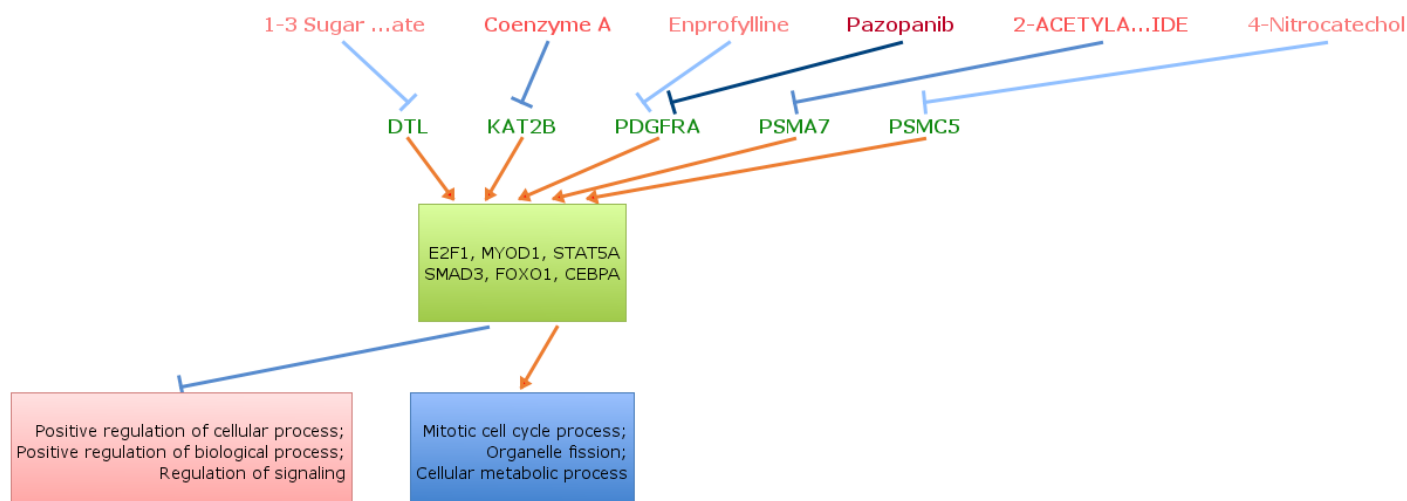 1-3 Sugar ...ate Coenzyme A Enprofylline Pazopanib 2-ACETYLA...IDE 4-Nitrocatechol
DTL KAT2B PDGFRA PSMA7 PSMC5
E2F1, MYOD1, STAT5A
SMAD3, FOXO1, CEBPA
Positive regulation of cellular process;
Positive regulation of biological process;
Regulation of signaling
Mitotic cell cycle process;
Organelle fission;
Cellular metabolic process